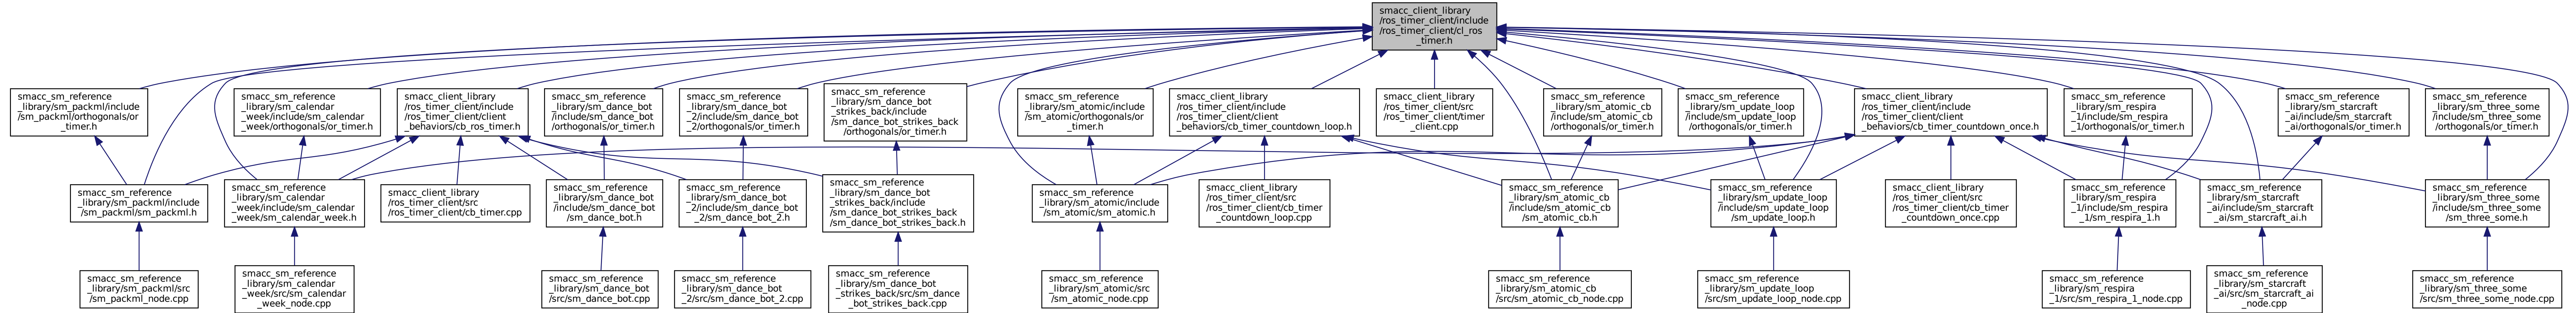 smacc_client_library
/ros_timer_client/include
/ros_timer_client/cl_ros
_timer.h
smacc_sm_reference
_library/sm_packml/include
/sm_packml/orthogonals/or
_timer.h
smacc_sm_reference
_library/sm_calendar
_week/include/sm_calendar
_week/orthogonals/or_timer.h
smacc_client_library
/ros_timer_client/include
/ros_timer_client/client
_behaviors/cb_ros_timer.h
smacc_sm_reference
_library/sm_dance_bot
/include/sm_dance_bot
/orthogonals/or_timer.h
smacc_sm_reference
_library/sm_dance_bot
_2/include/sm_dance_bot
_2/orthogonals/or_timer.h
smacc_sm_reference
_library/sm_dance_bot
_strikes_back/include
/sm_dance_bot_strikes_back
/orthogonals/or_timer.h
smacc_sm_reference
_library/sm_atomic/include
/sm_atomic/orthogonals/or
_timer.h
smacc_client_library
/ros_timer_client/include
/ros_timer_client/client
_behaviors/cb_timer_countdown_loop.h
smacc_client_library
/ros_timer_client/src
/ros_timer_client/timer
_client.cpp
smacc_sm_reference
_library/sm_atomic_cb
/include/sm_atomic_cb
/orthogonals/or_timer.h
smacc_sm_reference
_library/sm_update_loop
/include/sm_update_loop
/orthogonals/or_timer.h
smacc_client_library
/ros_timer_client/include
/ros_timer_client/client
_behaviors/cb_timer_countdown_once.h
smacc_sm_reference
_library/sm_respira
_1/include/sm_respira
_1/orthogonals/or_timer.h
smacc_sm_reference
_library/sm_starcraft
_ai/include/sm_starcraft
_ai/orthogonals/or_timer.h
smacc_sm_reference
_library/sm_three_some
/include/sm_three_some
/orthogonals/or_timer.h
smacc_sm_reference
_library/sm_packml/include
/sm_packml/sm_packml.h
smacc_sm_reference
_library/sm_calendar
_week/include/sm_calendar
_week/sm_calendar_week.h
smacc_client_library
/ros_timer_client/src
/ros_timer_client/cb_timer.cpp
smacc_sm_reference
_library/sm_dance_bot
/include/sm_dance_bot
/sm_dance_bot.h
smacc_sm_reference
_library/sm_dance_bot
_2/include/sm_dance_bot
_2/sm_dance_bot_2.h
smacc_sm_reference
_library/sm_dance_bot
_strikes_back/include
/sm_dance_bot_strikes_back
/sm_dance_bot_strikes_back.h
smacc_sm_reference
_library/sm_atomic/include
/sm_atomic/sm_atomic.h
smacc_client_library
/ros_timer_client/src
/ros_timer_client/cb_timer
_countdown_loop.cpp
smacc_sm_reference
_library/sm_atomic_cb
/include/sm_atomic_cb
/sm_atomic_cb.h
smacc_sm_reference
_library/sm_update_loop
/include/sm_update_loop
/sm_update_loop.h
smacc_client_library
/ros_timer_client/src
/ros_timer_client/cb_timer
_countdown_once.cpp
smacc_sm_reference
_library/sm_respira
_1/include/sm_respira
_1/sm_respira_1.h
smacc_sm_reference
_library/sm_starcraft
_ai/include/sm_starcraft
_ai/sm_starcraft_ai.h
smacc_sm_reference
_library/sm_three_some
/include/sm_three_some
/sm_three_some.h
smacc_sm_reference
_library/sm_packml/src
/sm_packml_node.cpp
smacc_sm_reference
_library/sm_calendar
_week/src/sm_calendar
_week_node.cpp
smacc_sm_reference
_library/sm_dance_bot
/src/sm_dance_bot.cpp
smacc_sm_reference
_library/sm_dance_bot
_2/src/sm_dance_bot_2.cpp
smacc_sm_reference
_library/sm_dance_bot
_strikes_back/src/sm_dance
_bot_strikes_back.cpp
smacc_sm_reference
_library/sm_atomic/src
/sm_atomic_node.cpp
smacc_sm_reference
_library/sm_atomic_cb
/src/sm_atomic_cb_node.cpp
smacc_sm_reference
_library/sm_update_loop
/src/sm_update_loop_node.cpp
smacc_sm_reference
_library/sm_respira
_1/src/sm_respira_1_node.cpp
smacc_sm_reference
_library/sm_starcraft
_ai/src/sm_starcraft_ai
_node.cpp
smacc_sm_reference
_library/sm_three_some
/src/sm_three_some_node.cpp